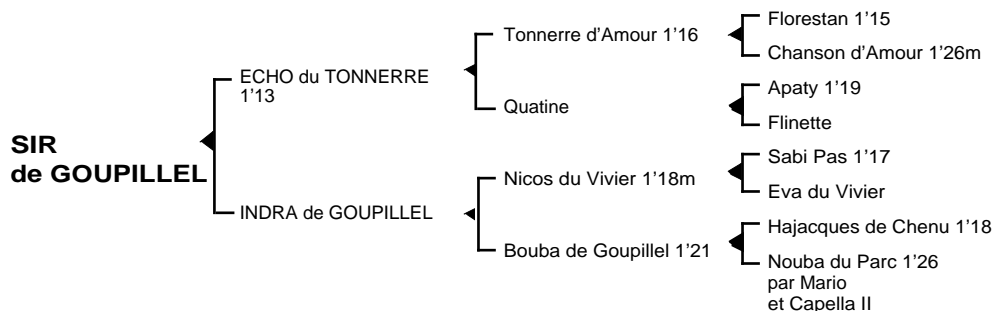 SIR
de GOUPILLEL
ECHO du TONNERRE
1’13
INDRA de GOUPILLEL
Tonnerre d’Amour 1’16
Quatine
Nicos du Vivier 1’18m
Bouba de Goupillel 1’21
Florestan 1’15
Chanson d’Amour 1’26m
Apaty 1’19
Flinette
Sabi Pas 1’17
Eva du Vivier
Hajacques de Chenu 1’18
Nouba du Parc 1’26
par Mario
et Capella II